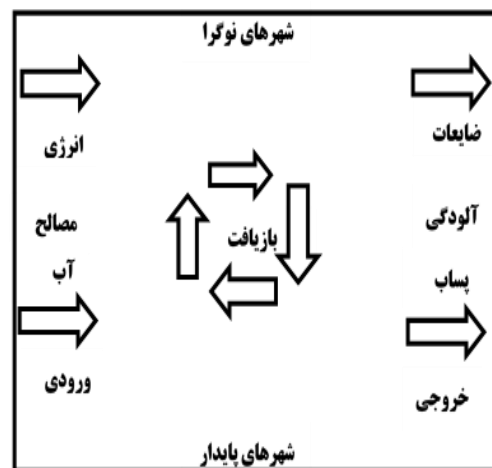 شهرهای نوگرا
انرژی
ضایعات
مصالح
بازیافت
آلودگی
آب
پساب
ورودی
خروجی
شهرهای پایدار